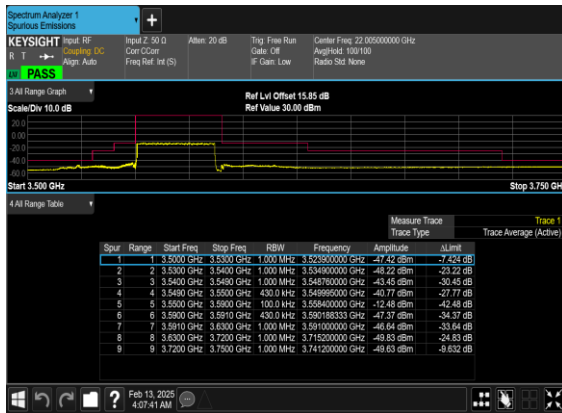 Spectrum Analyzer 1
Spurious Emissions
KEYSIGHT Input: RF Input Z: 50 Ω Atten: 20 dB Trig: Free Run Center Freq: 22.005000000 GHz
R T Coupling: DC Corr CCorr Gate: Off Avg|Hold: 100/100
Align: Auto Freq Ref: Int (S) IF Gain: Low Radio Std: None
PASS
3 All Range Graph
Ref Lvl Offset 15.85 dB
Scale/Div 10.0 dB Ref Value 30.00 dBm
20.0
0.00
-20.0
-40.0
-60.0
Start 3.500 GHz Stop 3.750 GH
4 All Range Table
Measure Trace Trace 1
Trace Type Trace Average (Active)
Spur Range Start Freq Stop Freq RBW Frequency Amplitude ΔLimit
1 1 3.5000 GHz 3.5300 GHz 1.000 MHz 3.523900000 GHz -47.42 dBm -7.424 dB
2 2 3.5300 GHz 3.5400 GHz 1.000 MHz 3.534900000 GHz -48.22 dBm -23.22 dB
3 3 3.5400 GHz 3.5490 GHz 1.000 MHz 3.548760000 GHz -43.45 dBm -30.45 dB
4 4 3.5490 GHz 3.5500 GHz 430.0 kHz 3.549995000 GHz -40.77 dBm -27.77 dB
5 5 3.5500 GHz 3.5900 GHz 100.0 kHz 3.558400000 GHz -12.48 dBm -42.48 dB
6 6 3.5900 GHz 3.5910 GHz 430.0 kHz 3.590188333 GHz -47.37 dBm -34.37 dB
7 7 3.5910 GHz 3.6300 GHz 1.000 MHz 3.591000000 GHz -46.64 dBm -33.64 dB
8 8 3.6300 GHz 3.7200 GHz 1.000 MHz 3.715200000 GHz -49.83 dBm -24.83 dB
9 9 3.7200 GHz 3.7500 GHz 1.000 MHz 3.741200000 GHz -49.63 dBm -9.632 dB
Feb 13, 2025
4:07:41 AM